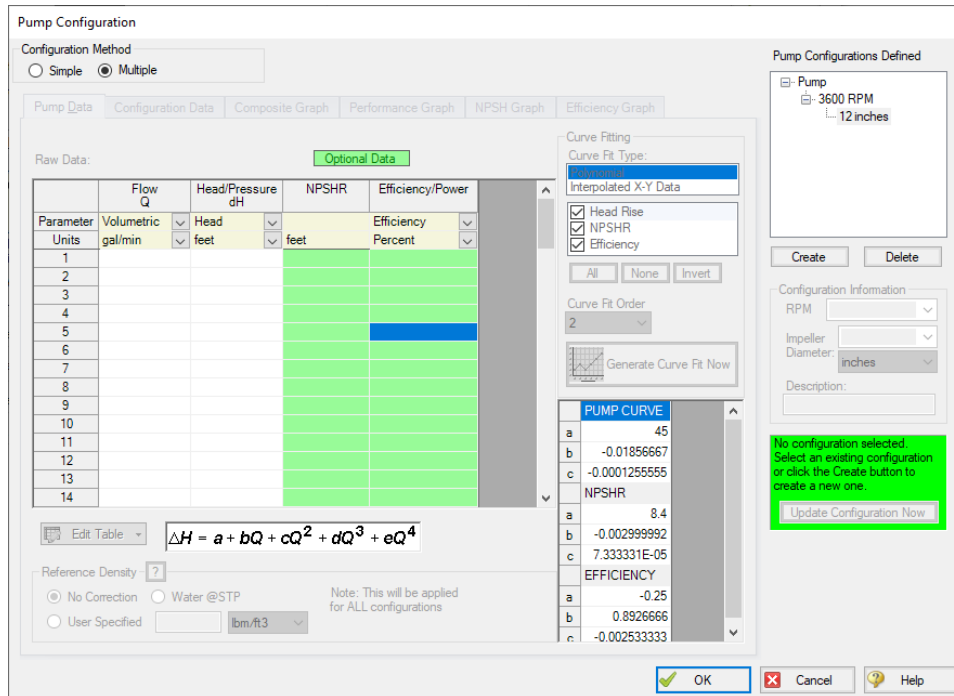 Pump Configuration
Configuration Method
Simple Multiple
Pump Data Configuration Data Composite Graph Performance Graph NPSH Graph Efficiency Graph
Raw Data: Optional Data
Flow Q Head/Pressure dH NPSHR Efficiency/Power
Parameter Volumetric Head Efficiency
Units gal/min feet feet Percent
1
2
3
4
5
6
7
8
9
10
11
12
13
14
Edit Table
ΔH = a + bQ + cQ² + dQ³ + eQ⁴
Reference Density ?
No Correction Water @STP
User Specified lbm/ft3
Note: This will be applied
for ALL configurations
Curve Fitting
Curve Fit Type:
Polynomial
Interpolated X-Y Data
Head Rise
NPSHR
Efficiency
All None Invert
Curve Fit Order
2
Generate Curve Fit Now
PUMP CURVE
a 45
b -0.01856667
c -0.0001255555
NPSHR
a 8.4
b -0.002999992
c 7.333331E-05
EFFICIENCY
a -0.25
b 0.8926666
c -0.002533333
Pump Configurations Defined
Pump
3600 RPM
12 inches
Create Delete
Configuration Information
RPM
Impeller
Diameter: inches
Description:
No configuration selected.
Select an existing configuration
or click the Create button to
create a new one.
Update Configuration Now
OK Cancel Help